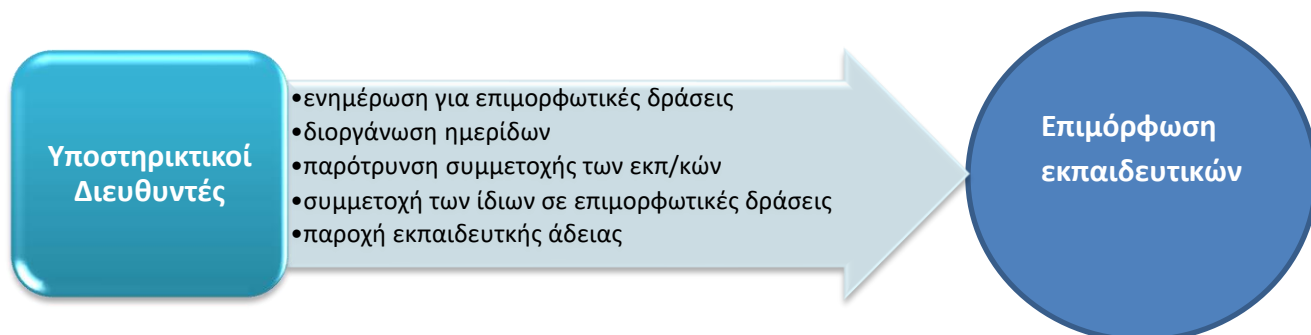 Υποστηρικτικοί
Διευθυντές
•ενημέρωση για επιμορφωτικές δράσεις
•διοργάνωση ημερίδων
•παρότρυνση συμμετοχής των εκπ/κών
•συμμετοχή των ίδιων σε επιμορφωτικές δράσεις
•παροχή εκπαιδευτκής άδειας
Επιμόρφωση
εκπαιδευτικών